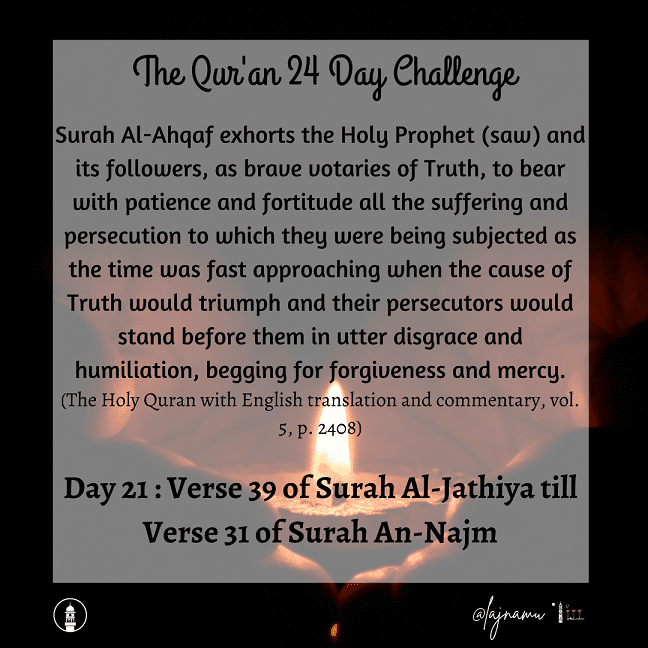 The Qur'an 24 Day Challenge
Surah Al-Ahqaf exhorts the Holy Prophet (saw) and
its followers, as brave votaries of Truth, to bear
with patience and fortitude all the suffering and
persecution to which they were being subjected as
the time was fast approaching when the cause of
Truth would triumph and their persecutors would
stand before them in utter disgrace and
humiliation, begging for forgiveness and mercy.
(The Holy Quran with English translation and commentary, vol.
5, p. 2408)
Day 21 : Verse 39 of Surah Al-Jathiya till
Verse 31 of Surah An-Najm
@lajnamu